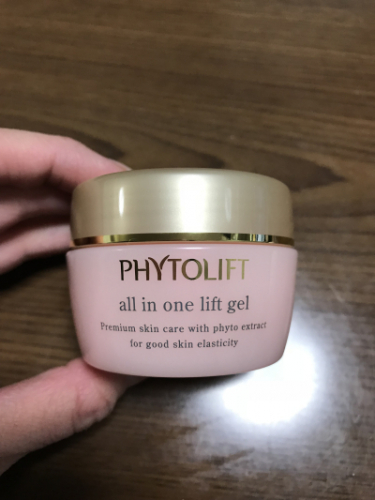 PHYTOLIFT
all in one lift gel
Premium skin care with phyto extract
for good skin elasticity